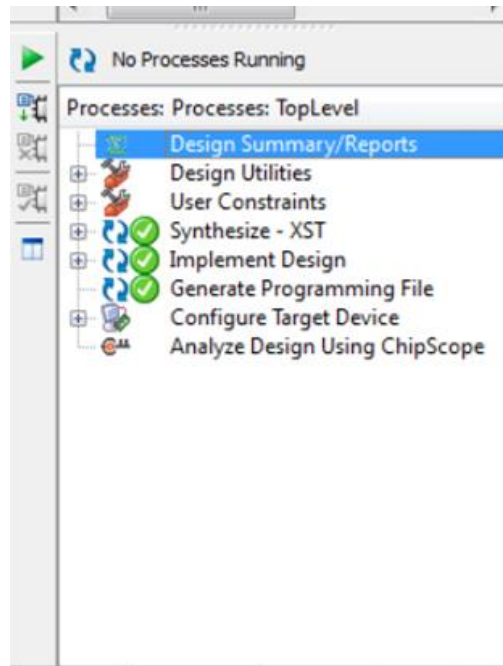 No Processes Running
Processes: Processes: TopLevel
Design Summary/Reports
Design Utilities
User Constraints
Synthesize - XST
Implement Design
Generate Programming File
Configure Target Device
Analyze Design Using ChipScope